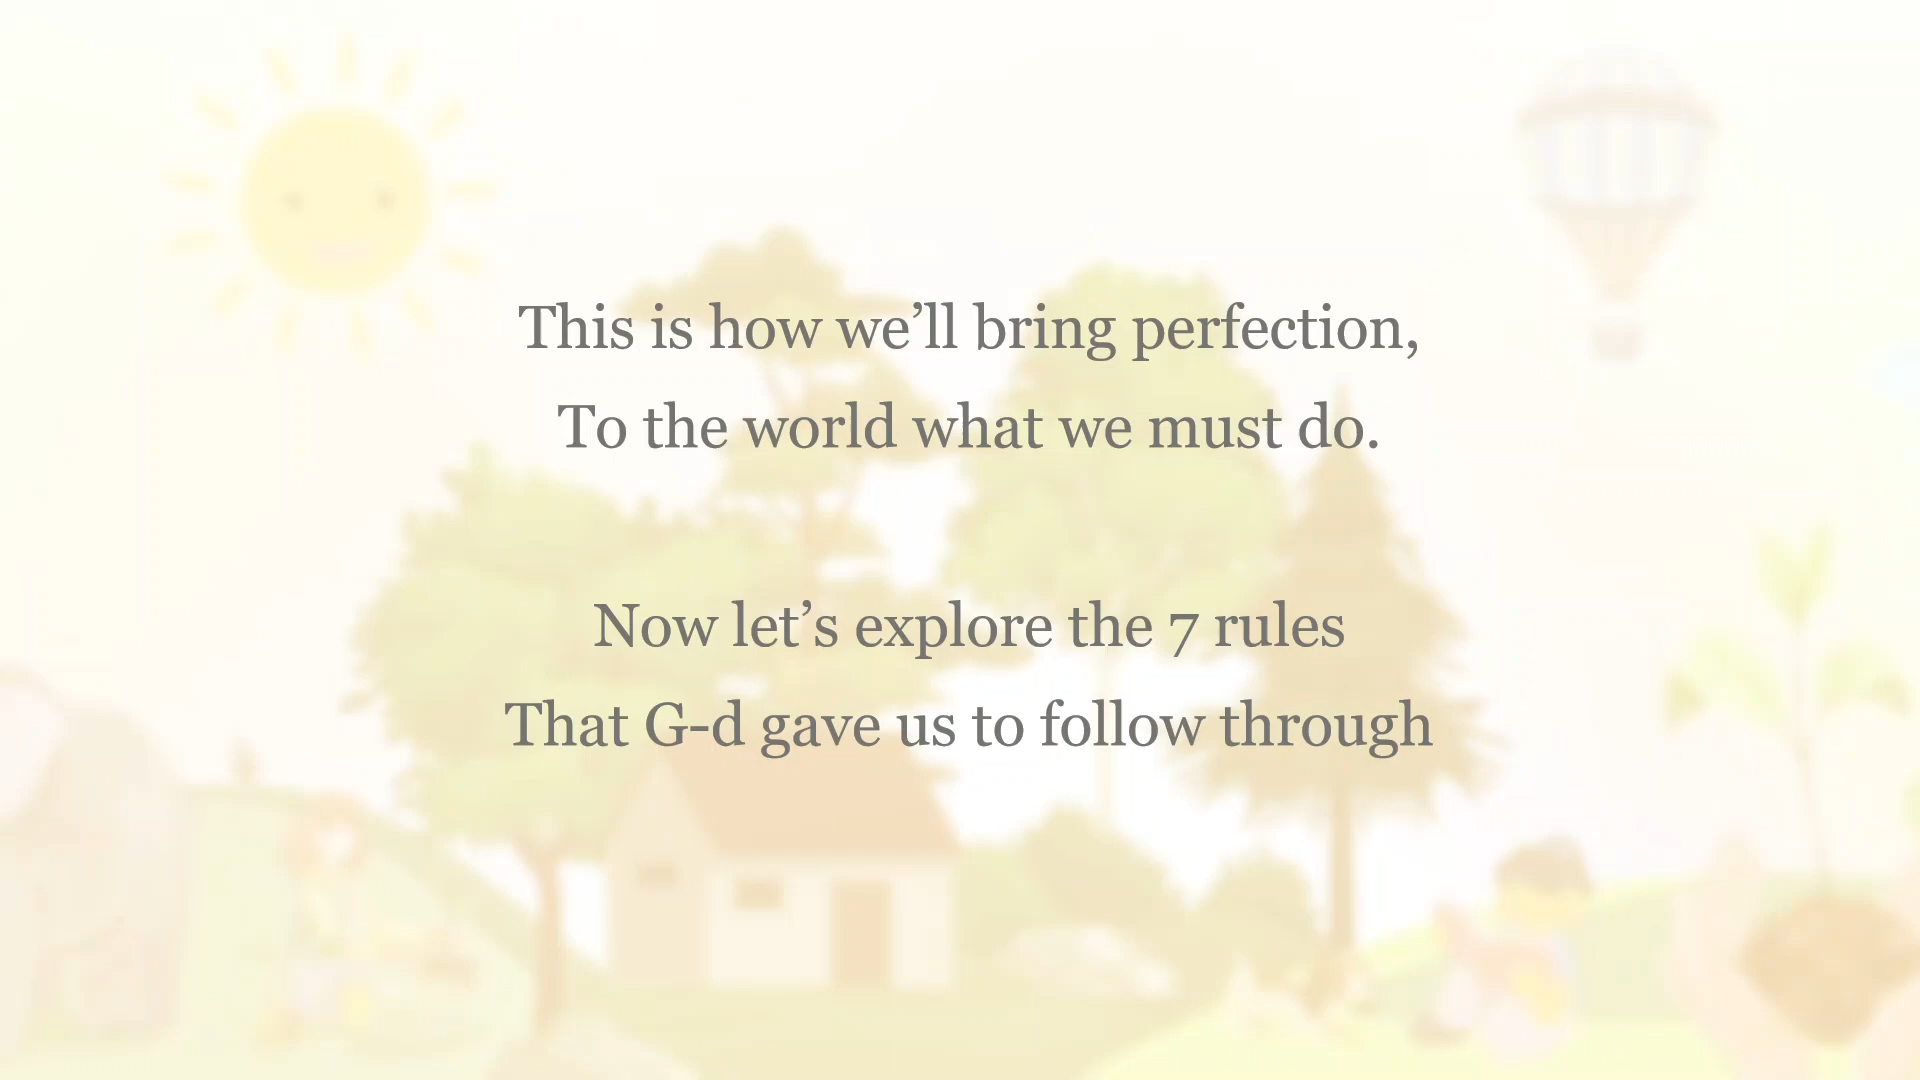 This is how we’ll bring perfection,
To the world what we must do.
Now let’s explore the 7 rules
That G-d gave us to follow through